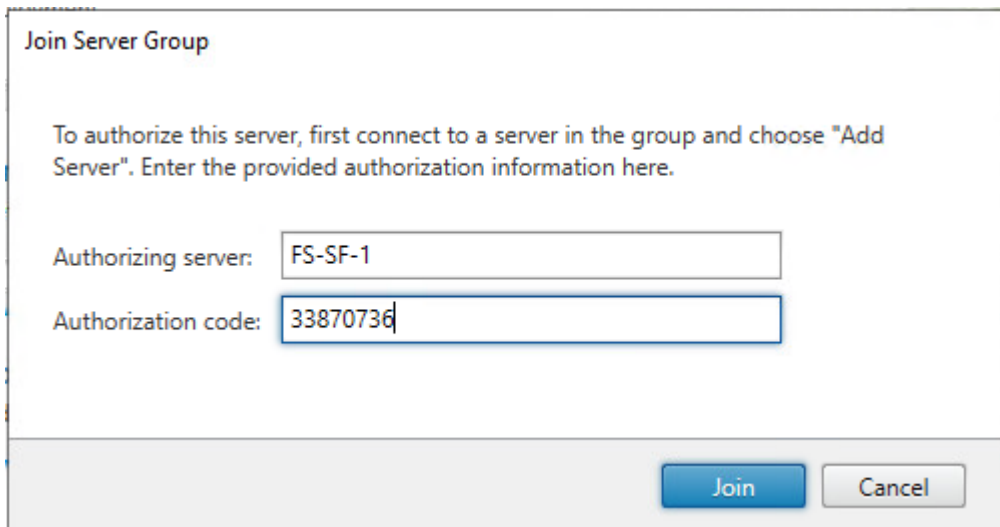 Join Server Group
To authorize this server, first connect to a server in the group and choose "Add
Server". Enter the provided authorization information here.
Authorizing server: FS-SF-1
Authorization code: 33870736
Join Cancel